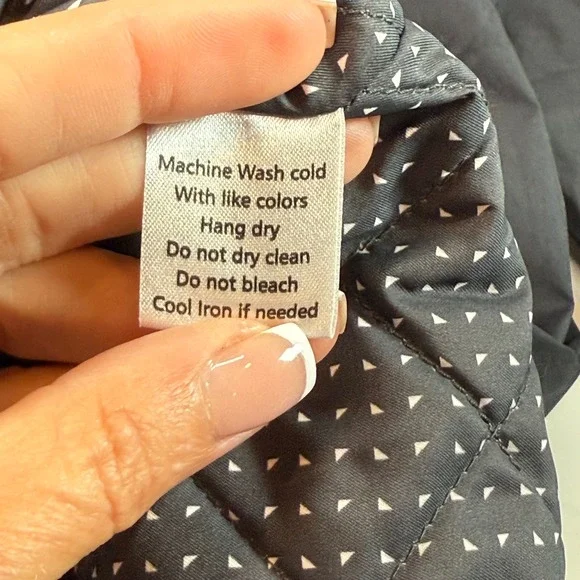 Machine Wash cold
With like colors
Hang dry
Do not dry clean
Do not bleach
Cool Iron if needed